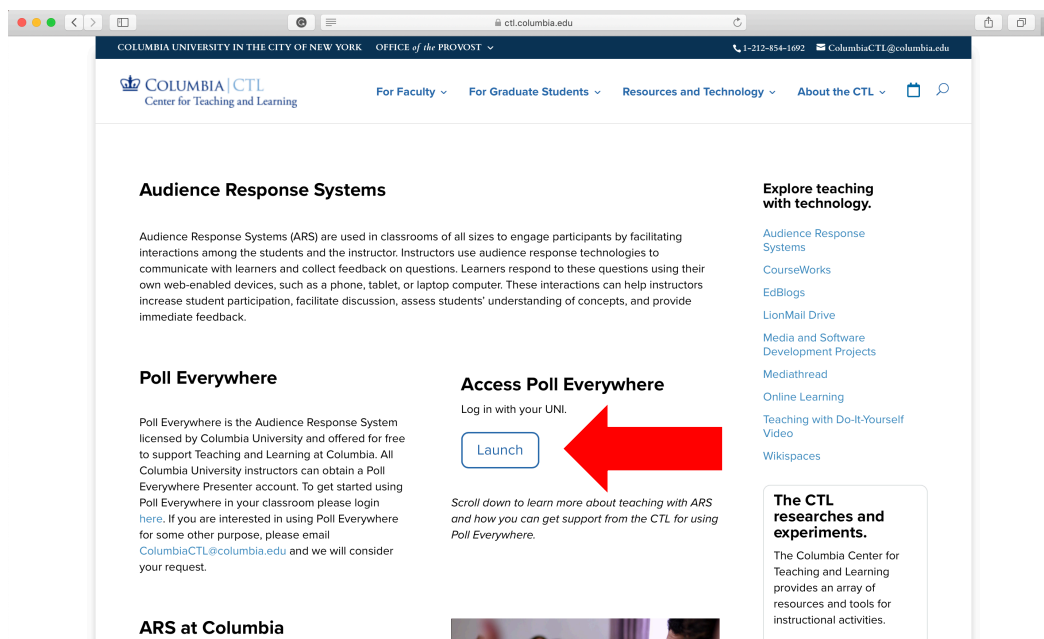 ctl.columbia.edu
COLUMBIA UNIVERSITY IN THE CITY OF NEW YORK OFFICE of the PROVOST
1-212-854-1692 ColumbiaCTL@columbia.edu
COLUMBIA | CTL
Center for Teaching and Learning
For Faculty For Graduate Students Resources and Technology About the CTL
Audience Response Systems
Audience Response Systems (ARS) are used in classrooms of all sizes to engage participants by facilitating
interactions among the students and the instructor. Instructors use audience response technologies to
communicate with learners and collect feedback on questions. Learners respond to these questions using their
own web-enabled devices, such as a phone, tablet, or laptop computer. These interactions can help instructors
increase student participation, facilitate discussion, assess students' understanding of concepts, and provide
immediate feedback.
Poll Everywhere
Poll Everywhere is the Audience Response System
licensed by Columbia University and offered for free
to support Teaching and Learning at Columbia. All
Columbia University instructors can obtain a Poll
Everywhere Presenter account. To get started using
Poll Everywhere in your classroom please login
here. If you are interested in using Poll Everywhere
for some other purpose, please email
ColumbiaCTL@columbia.edu and we will consider
your request.
Access Poll Everywhere
Log in with your UNI.
Launch
Scroll down to learn more about teaching with ARS
and how you can get support from the CTL for using
Poll Everywhere.
ARS at Columbia
Explore teaching
with technology.
Audience Response
Systems
CourseWorks
EdBlogs
LionMail Drive
Media and Software
Development Projects
Mediathread
Online Learning
Teaching with Do-It-Yourself
Video
Wikispaces
The CTL
researches and
experiments.
The Columbia Center for
Teaching and Learning
provides an array of
resources and tools for
instructional activities.